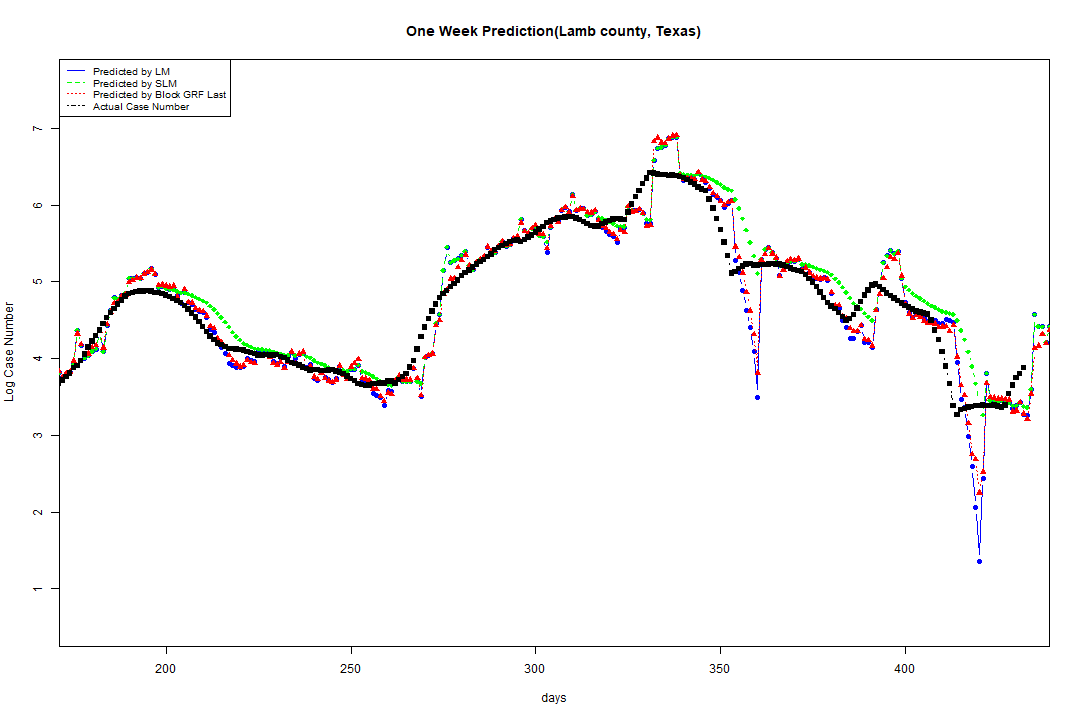 One Week Prediction(Lamb county, Texas)
Predicted by LM
Predicted by SLM
Predicted by Block GRF Last
Actual Case Number
Log Case Number
7
6
5
4
3
2
1
200 250 300 350 400
days